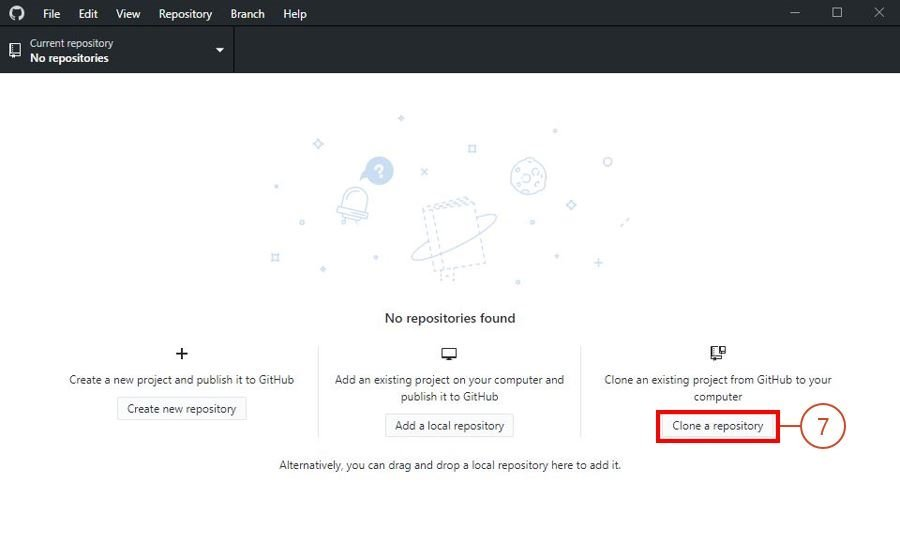 File Edit View Repository Branch Help
Current repository
No repositories
?
No repositories found
Create a new project and publish it to GitHub
Create new repository
Add an existing project on your computer and
publish it to GitHub
Add a local repository
Clone an existing project from GitHub to your
computer
Clone a repository
7
Alternatively, you can drag and drop a local repository here to add it.